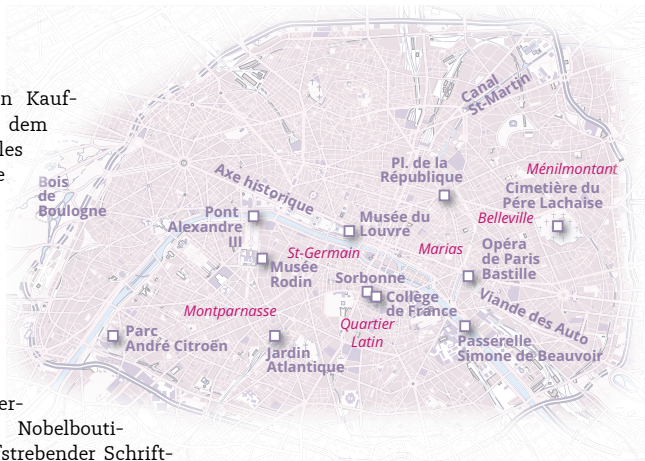 n Kauf-
dem
les
e
Canal
St-Martin
Pl. de la
République
Ménilmontant
Cimetière du
Pére Lachaise
Belleville
Bois
de
Boulogne
Axe historique
Pont
Alexandre
III
Musée du
Louvre
St-Germain
Marias
Opéra
de Paris
Bastille
Musée
Rodin
Sorbonne
Collège
de France
Viande des Auto
Montparnasse
Quartier
Latin
Parc
André Citroën
Jardin
Atlantique
Passerelle
Simone de Beauvoir
er-
Nobelbouti-
fstrebender Schrift-